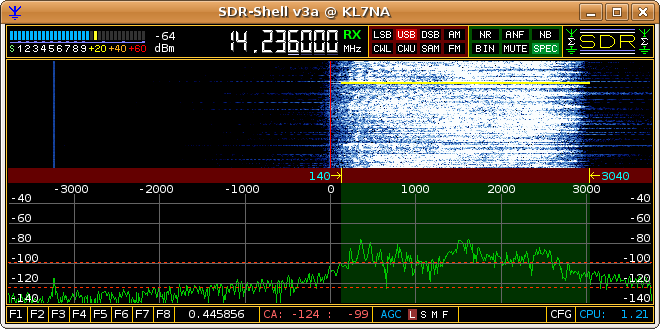 SDR-Shell v3a @ KL7NA
S 1 2 3 4 5 6 7 8 9 +20 +40 +60
-64
dBm
14.236000
RX
MHz
LSB USB DSB AM
CWL CWU SAM FM
NR ANF NB
BIN MUTE SPEC
SDR
140 3040
-3000 -2000 -1000 0 1000 2000 3000
-40 -40
-60 -60
-80 -80
-100 -100
-120 -120
-140 -140
F1 F2 F3 F4 F5 F6 F7 F8 0.445856 CA: -124 : -99 AGC L S M F CFG CPU: 1.21